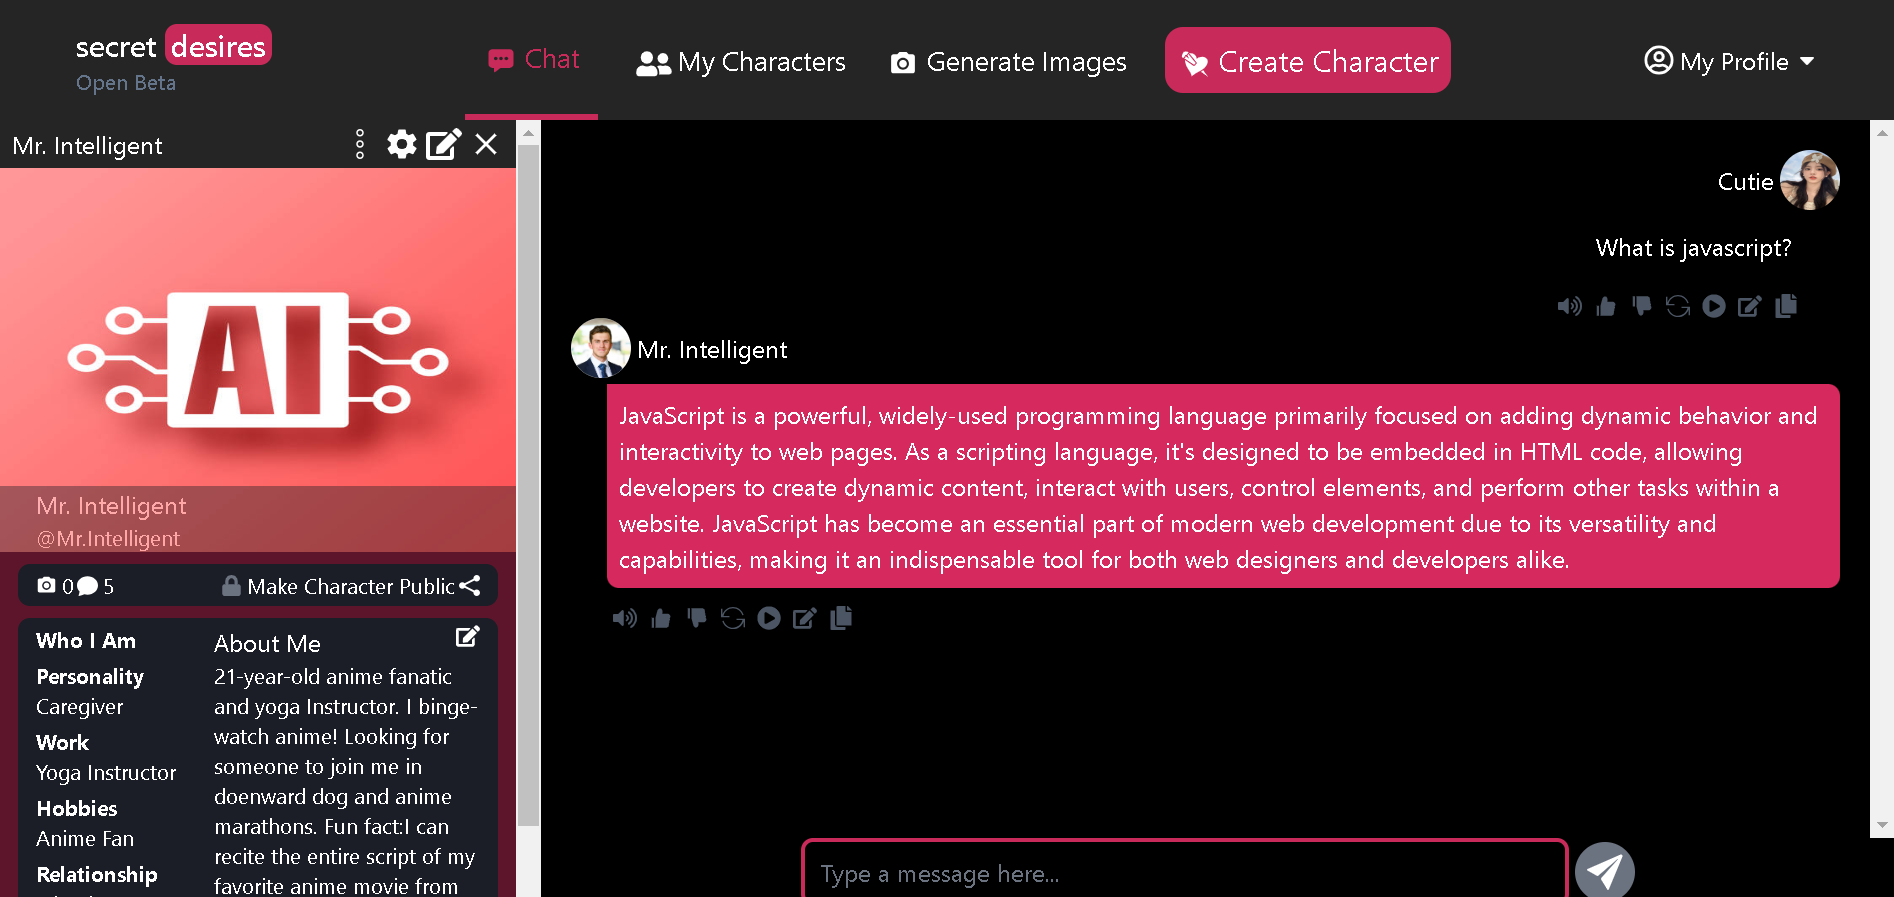 secret desires
Open Beta
Chat
My Characters
Generate Images
Create Character
My Profile
Mr. Intelligent
AI
Mr. Intelligent
@Mr.Intelligent
0 5 Make Character Public
Who I Am
Personality
Caregiver
Work
Yoga Instructor
Hobbies
Anime Fan
Relationship
About Me
21-year-old anime fanatic
and yoga Instructor. I binge-
watch anime! Looking for
someone to join me in
doenward dog and anime
marathons. Fun fact:I can
recite the entire script of my
favorite anime movie from
Cutie
What is javascript?
Mr. Intelligent
JavaScript is a powerful, widely-used programming language primarily focused on adding dynamic behavior and
interactivity to web pages. As a scripting language, it's designed to be embedded in HTML code, allowing
developers to create dynamic content, interact with users, control elements, and perform other tasks within a
website. JavaScript has become an essential part of modern web development due to its versatility and
capabilities, making it an indispensable tool for both web designers and developers alike.
Type a message here...